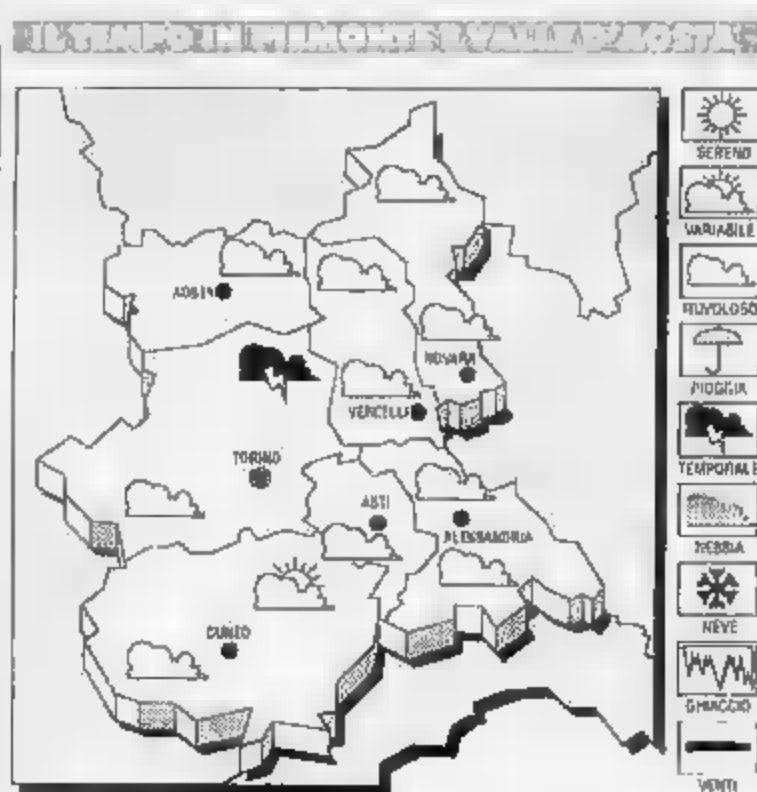 IL TEMPO IN PIEMONTE E VALLE D'AOSTA
SERENO
VARIABILE
NUVOLOSO
PIOGGIA
TEMPORALE
NEBBIA
NEVE
GHIACCIO
VENTI
AOSTA
NOVARA
VERCELLI
TORINO
ASTI
ALESSANDRIA
CUNEO